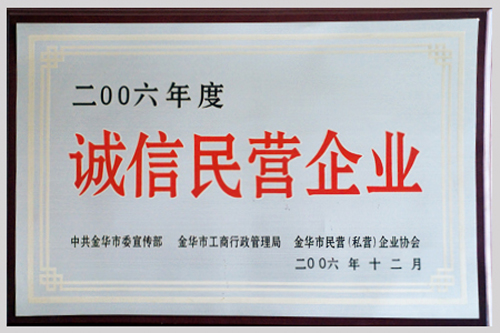 二00六年度
诚信民营企业
中共金华市委宣传部 金华市工商行政管理局 金华市民营(私营)企业协会
二00六年十二月